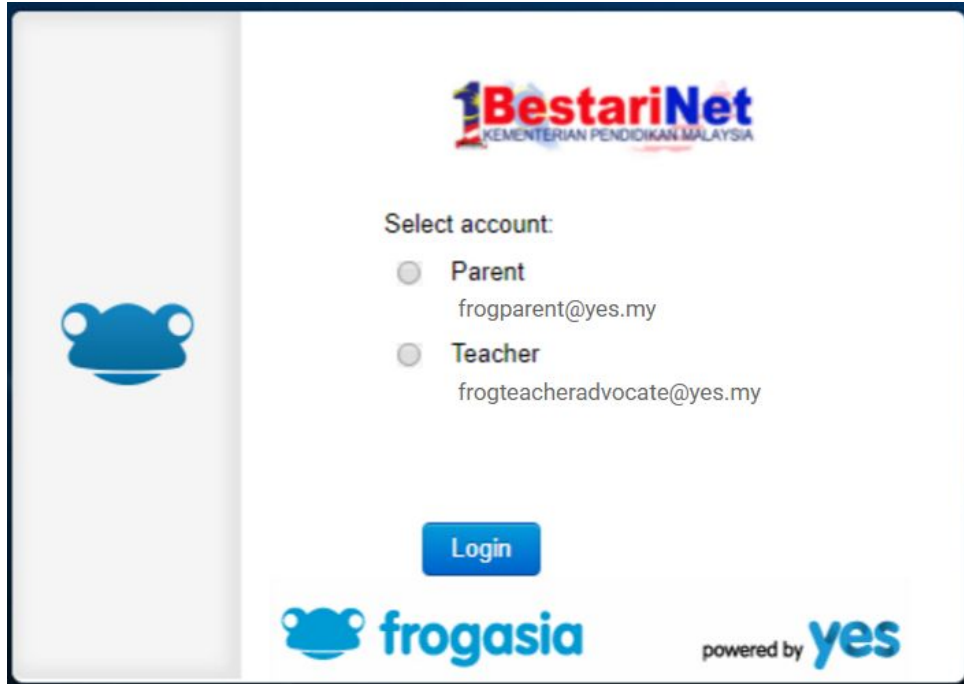 1BestariNet
KEMENTERIAN PENDIDIKAN MALAYSIA
Select account:
Parent
frogparent@yes.my
Teacher
frogteacheradvocate@yes.my
Login
frogasia
powered by yes